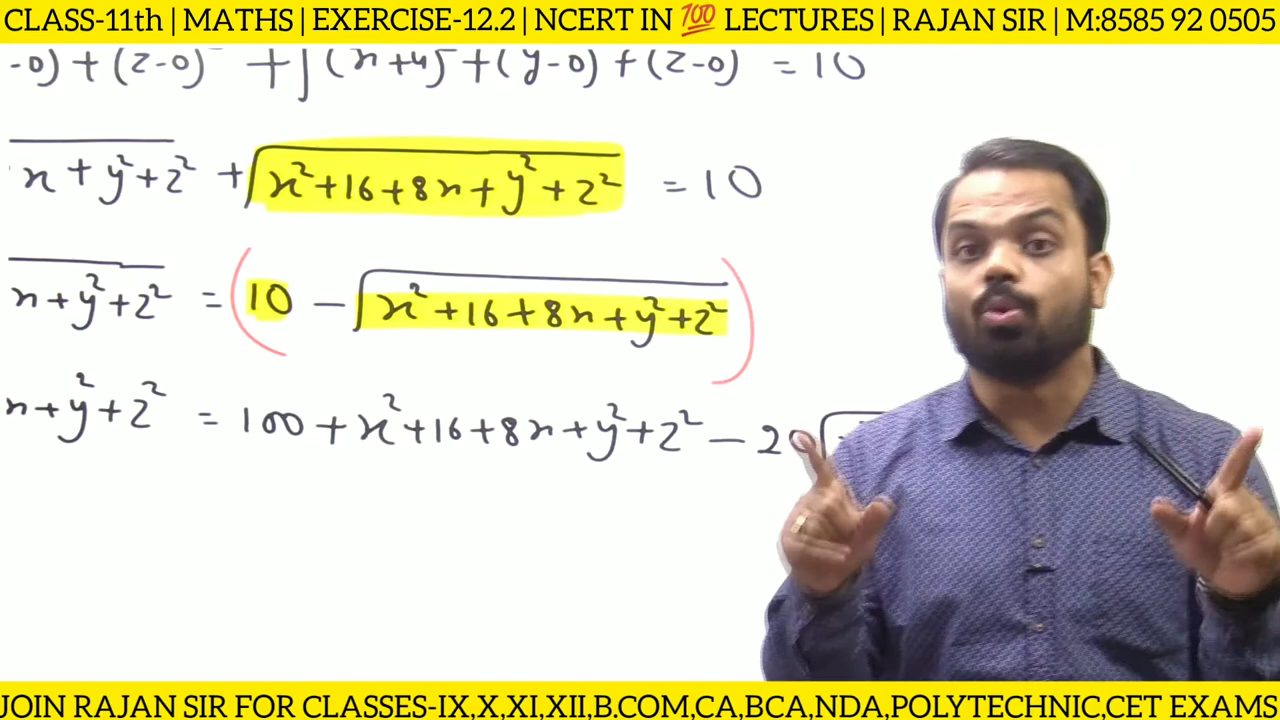 CLASS-11th | MATHS | EXERCISE-12.2 | NCERT IN 💯 LECTURES | RAJAN SIR | M:8585 92 0505
-0) + (z-0) + √(x+4) + (y-0) + (z-0) = 10
x + y² + z² + √x² + 16 + 8x + y² + z² = 10
x + y² + z² = (10 - √x² + 16 + 8x + y² + z²)
x + y² + z² = 100 + x² + 16 + 8x + y² + z² - 20√
JOIN RAJAN SIR FOR CLASSES-IX,X,XI,XII,B.COM,CA,BCA,NDA,POLYTECHNIC,CET EXAMS